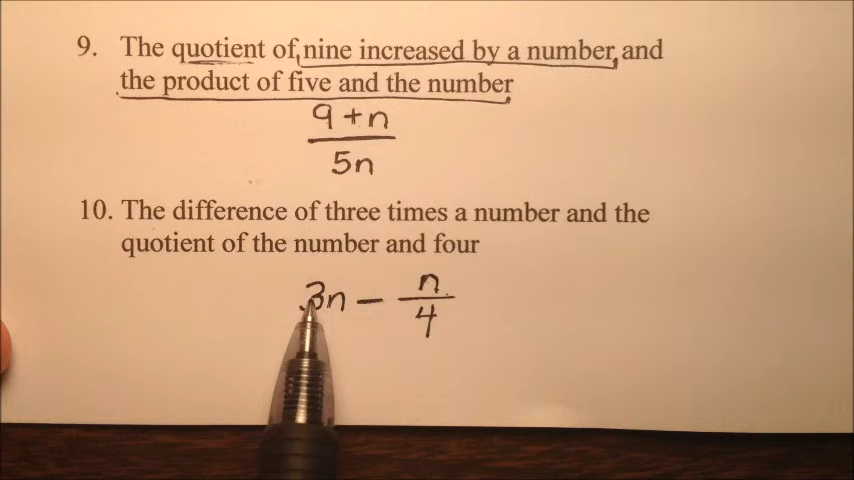 9. The quotient of nine increased by a number, and
the product of five and the number
9+n
5n
10. The difference of three times a number and the
quotient of the number and four
3n - n/4